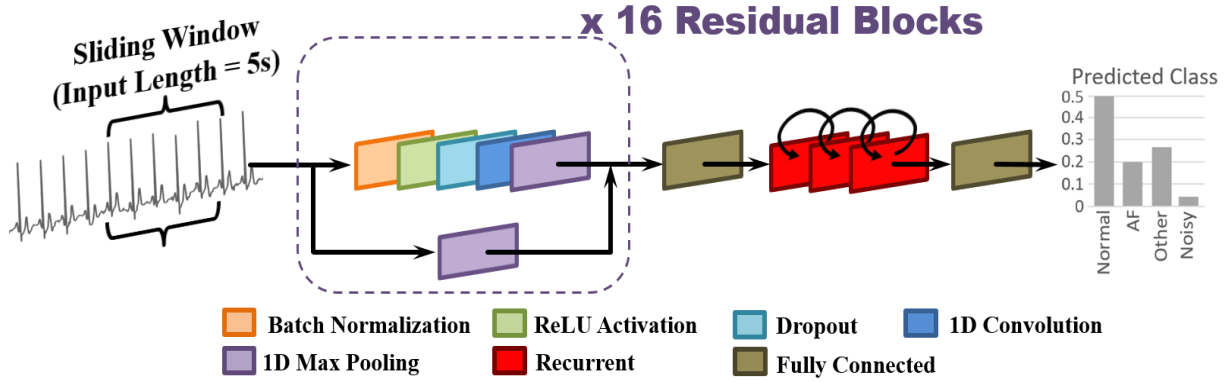 x 16 Residual Blocks
Sliding Window
(Input Length = 5s)
Predicted Class
0.5
0.4
0.3
0.2
0.1
0
Normal
AF
Other
Noisy
Batch Normalization
ReLU Activation
Dropout
1D Convolution
1D Max Pooling
Recurrent
Fully Connected